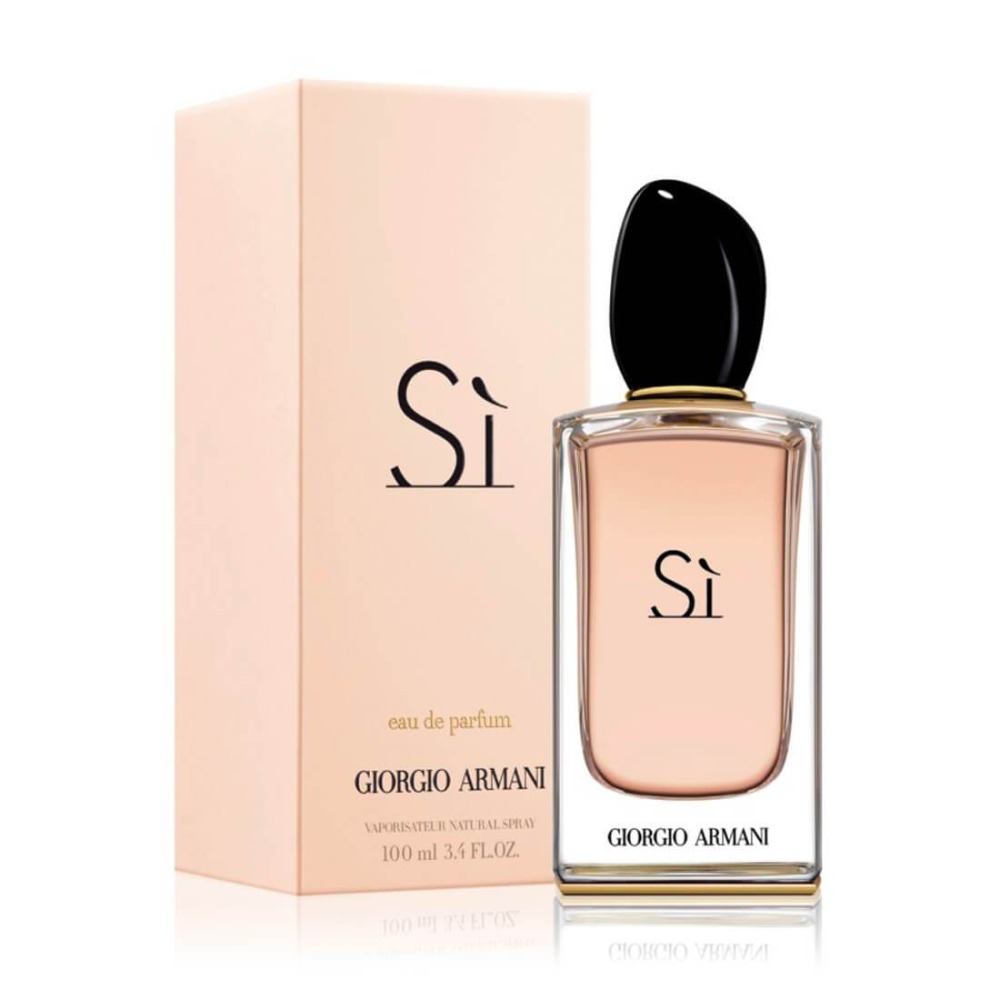 Sì
eau de parfum
GIORGIO ARMANI
VAPORISATEUR NATURAL SPRAY
100 ml 3.4 FL.OZ.
Sì
GIORGIO ARMANI